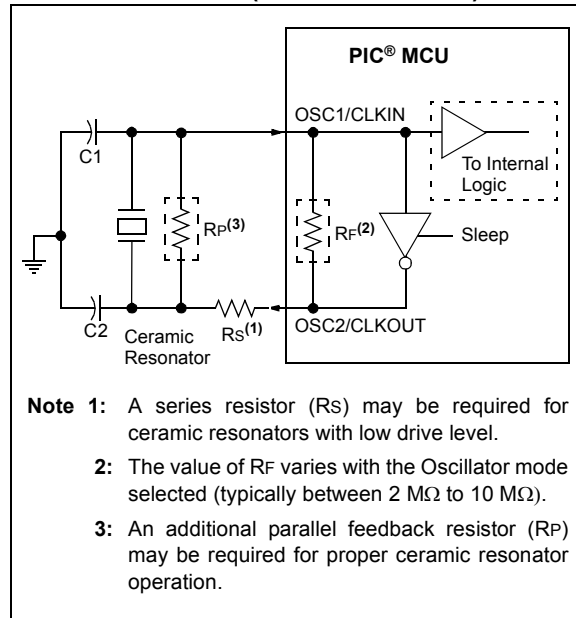 PIC® MCU
OSC1/CLKIN
C1
To Internal
Logic
RP(3)
RF(2)
Sleep
C2
Ceramic
Resonator
RS(1)
OSC2/CLKOUT
Note 1: A series resistor (RS) may be required for
ceramic resonators with low drive level.
2: The value of RF varies with the Oscillator mode
selected (typically between 2 MΩ to 10 MΩ).
3: An additional parallel feedback resistor (RP)
may be required for proper ceramic resonator
operation.